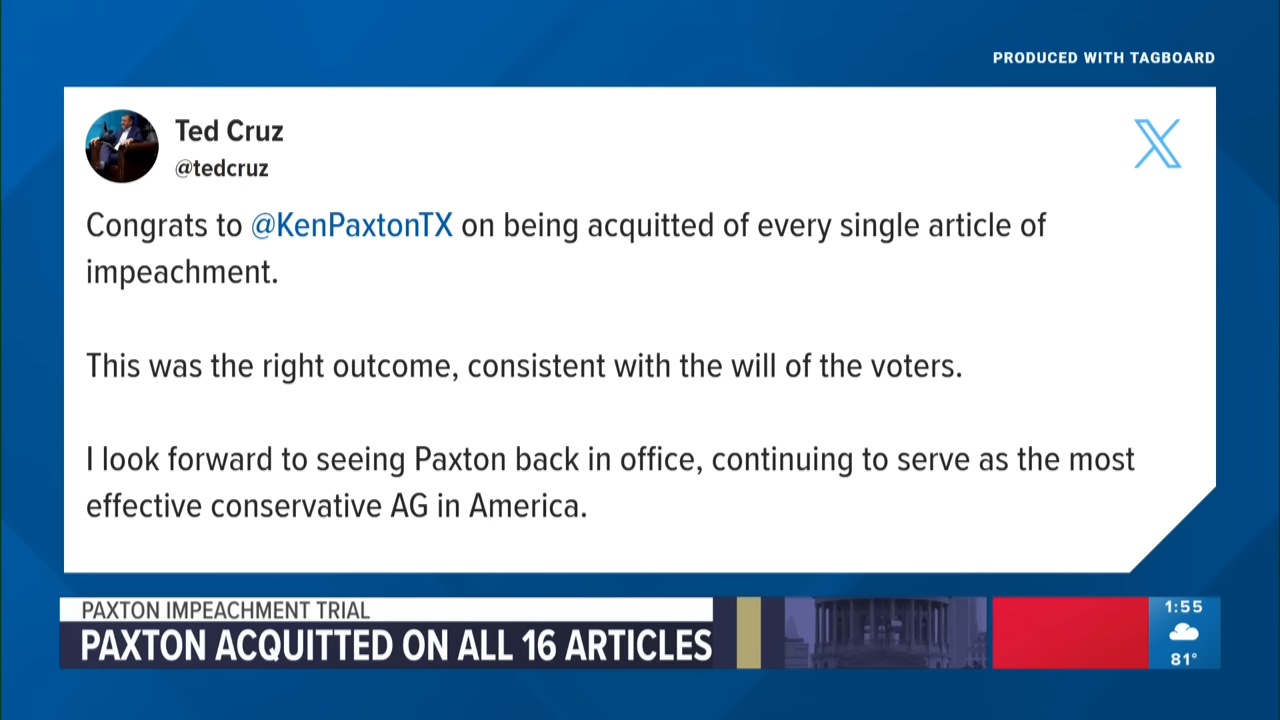 PRODUCED WITH TAGBOARD
Ted Cruz
@tedcruz
Congrats to @KenPaxtonTX on being acquitted of every single article of
impeachment.
This was the right outcome, consistent with the will of the voters.
I look forward to seeing Paxton back in office, continuing to serve as the most
effective conservative AG in America.
PAXTON IMPEACHMENT TRIAL
PAXTON ACQUITTED ON ALL 16 ARTICLES
1:55
81°